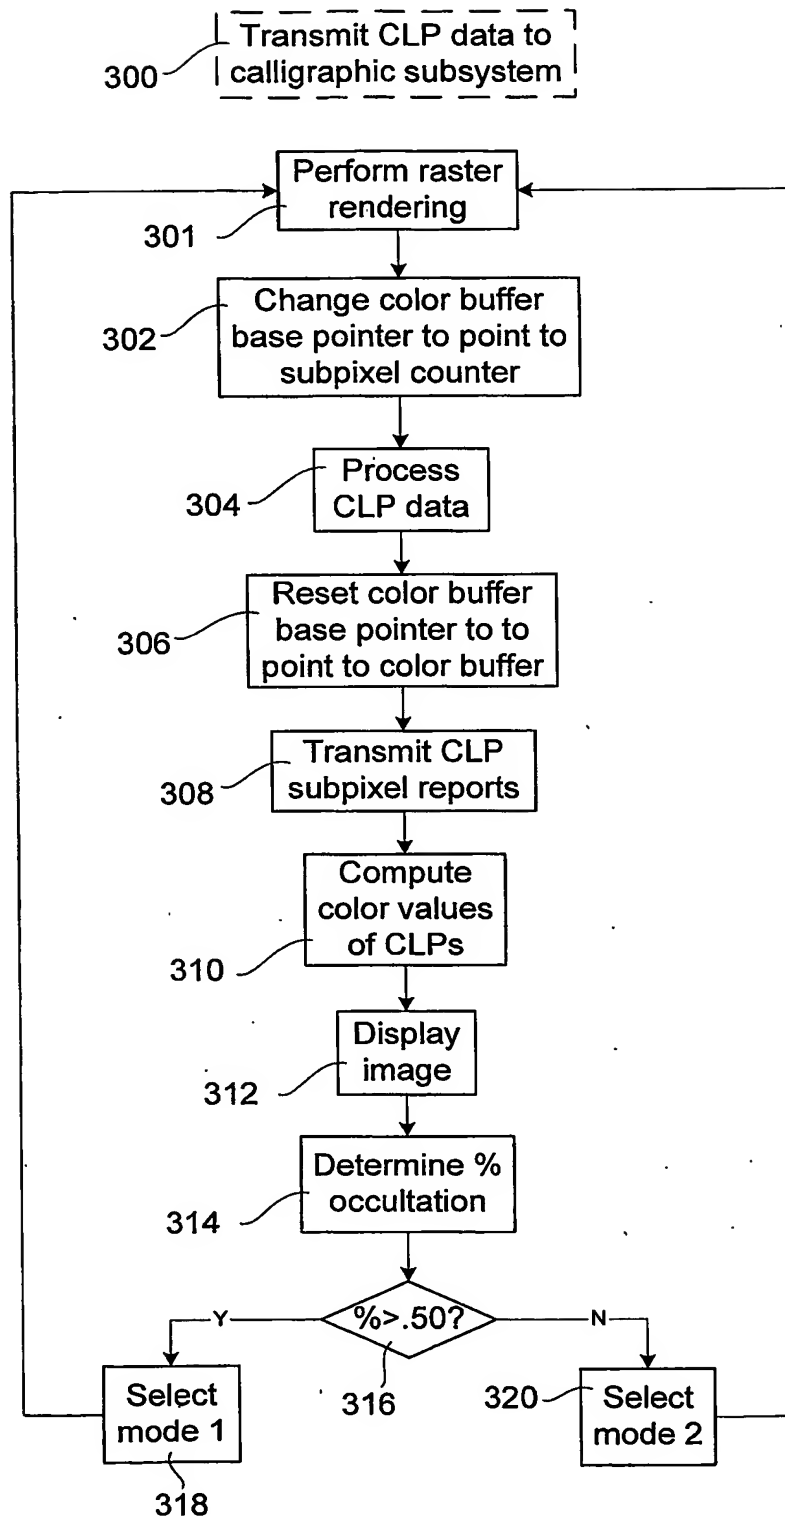 Transmit CLP data to
calligraphic subsystem
300
Perform raster
rendering
301
Change color buffer
base pointer to point to
subpixel counter
302
Process
CLP data
304
Reset color buffer
base pointer to to
point to color buffer
306
Transmit CLP
subpixel reports
308
Compute
color values
of CLPs
310
Display
image
312
Determine %
occultation
314
%>.50?
Y
N
316
Select
mode 1
318
320
Select
mode 2